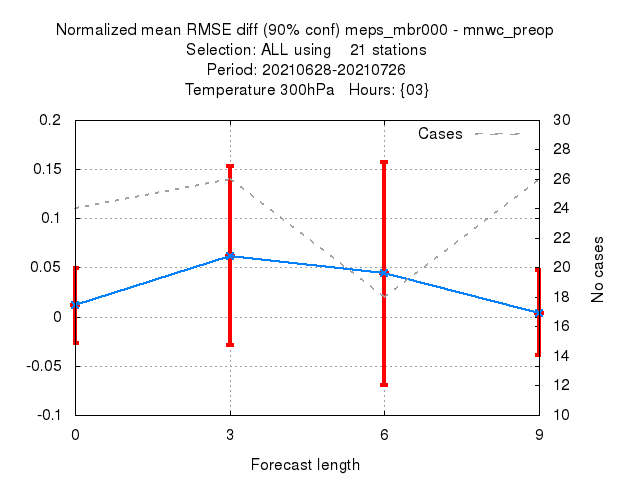 Normalized mean RMSE diff (90% conf) meps_mbr000 - mnwc_preop
Selection: ALL using    21 stations
Period: 20210628-20210726
Temperature 300hPa   Hours: {03}
Cases
0.2
0.15
0.1
0.05
0
-0.05
-0.1
30
28
26
24
22
20
18
16
14
12
10
No cases
0 3 6 9
Forecast length